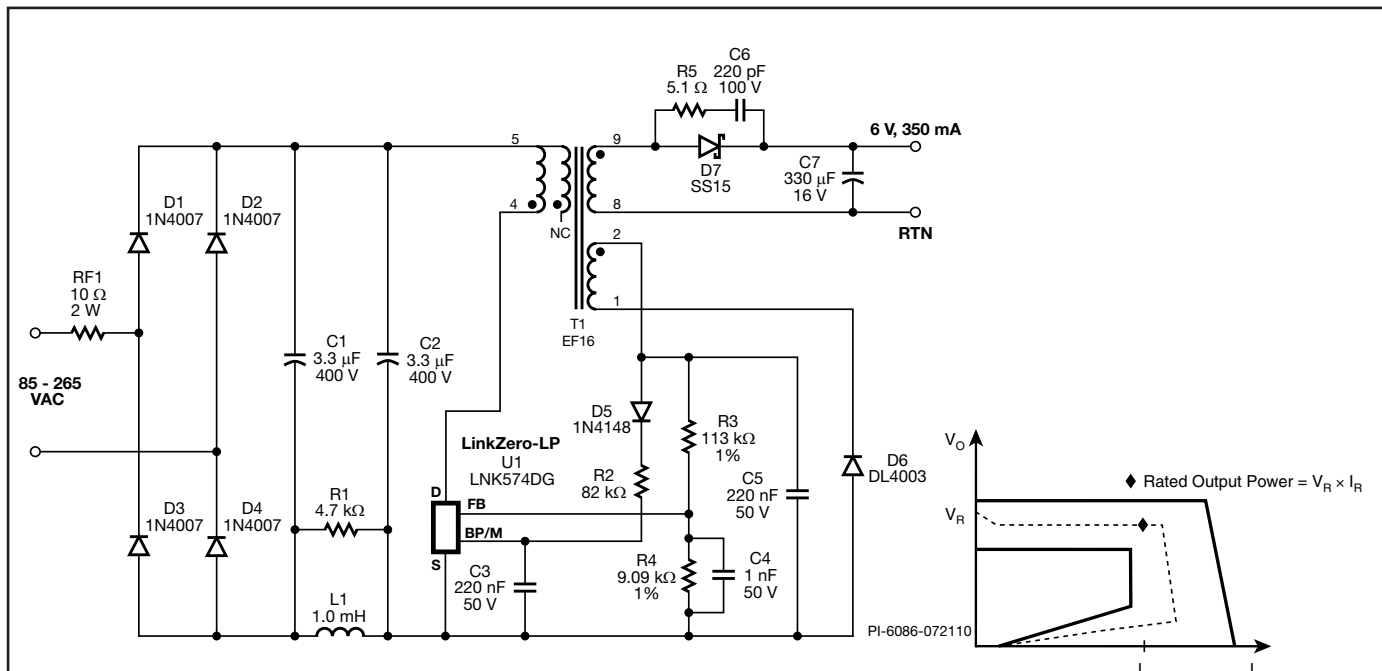 C6
220 pF
100 V
R5
5.1 Ω
6 V, 350 mA
5
9
D7
SS15
C7
330 µF
16 V
D1
1N4007
D2
1N4007
4
NC
8
RTN
2
1
T1
EF16
RF1
10 Ω
2 W
C1
3.3 µF
400 V
C2
3.3 µF
400 V
85 - 265
VAC
D5
1N4148
R3
113 kΩ
1%
LinkZero-LP
U1
LNK574DG
R2
82 kΩ
C5
220 nF
50 V
D6
DL4003
D3
1N4007
D4
1N4007
R1
4.7 kΩ
D
FB
BP/M
S
C3
220 nF
50 V
R4
9.09 kΩ
1%
C4
1 nF
50 V
L1
1.0 mH
PI-6086-072110
VO
Rated Output Power = VR × IR
VR